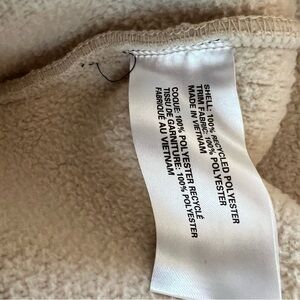 SHELL: 100% RECYCLED POLYESTER
TRIM FABRIC: 100% POLYESTER
MADE IN VIETNAM
COQUE: 100% POLYESTER RECYCLÉ
TISSU DE GARNITURE: 100% POLYESTER
FABRIQUÉ AU VIETNAM